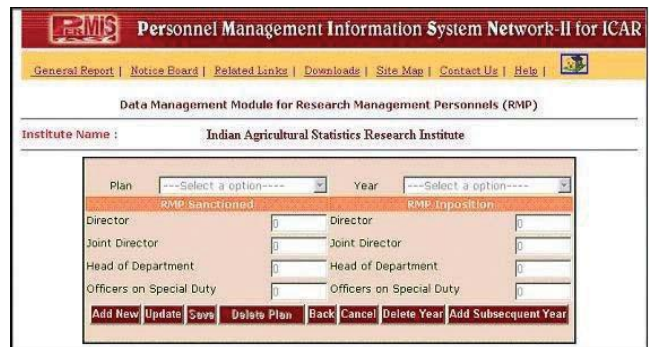 PERMIS Personnel Management Information System Network-II for ICAR
General Report | Notice Board | Related Links | Downloads | Site Map | Contact Us | Help |
Data Management Module for Research Management Personnels (RMP)
Institute Name : Indian Agricultural Statistics Research Institute
Plan ---Select a option---- Year ---Select a option----
RMP Sanctioned RMP Inposition
Director 0 Director 0
Joint Director 0 Joint Director 0
Head of Department 0 Head of Department 0
Officers on Special Duty 0 Officers on Special Duty 0
Add New Update Save Delete Plan Back Cancel Delete Year Add Subsecquent Year